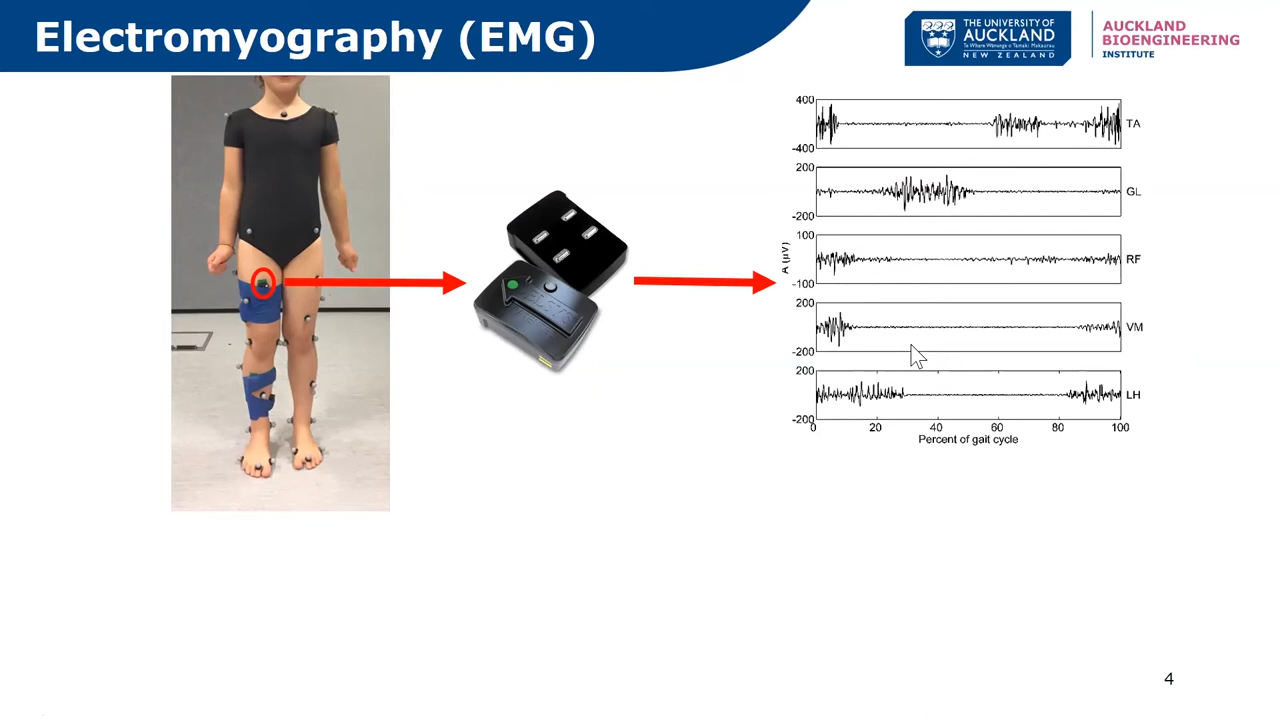 Electromyography (EMG)
THE UNIVERSITY OF
AUCKLAND
Te Whare Wānanga o Tāmaki Makaurau
NEW ZEALAND
AUCKLAND
BIOENGINEERING
INSTITUTE
400
-400
TA
200
-200
GL
A (µV)
100
-100
RF
200
-200
VM
200
-200
LH
0 20 40 60 80 100
Percent of gait cycle
4